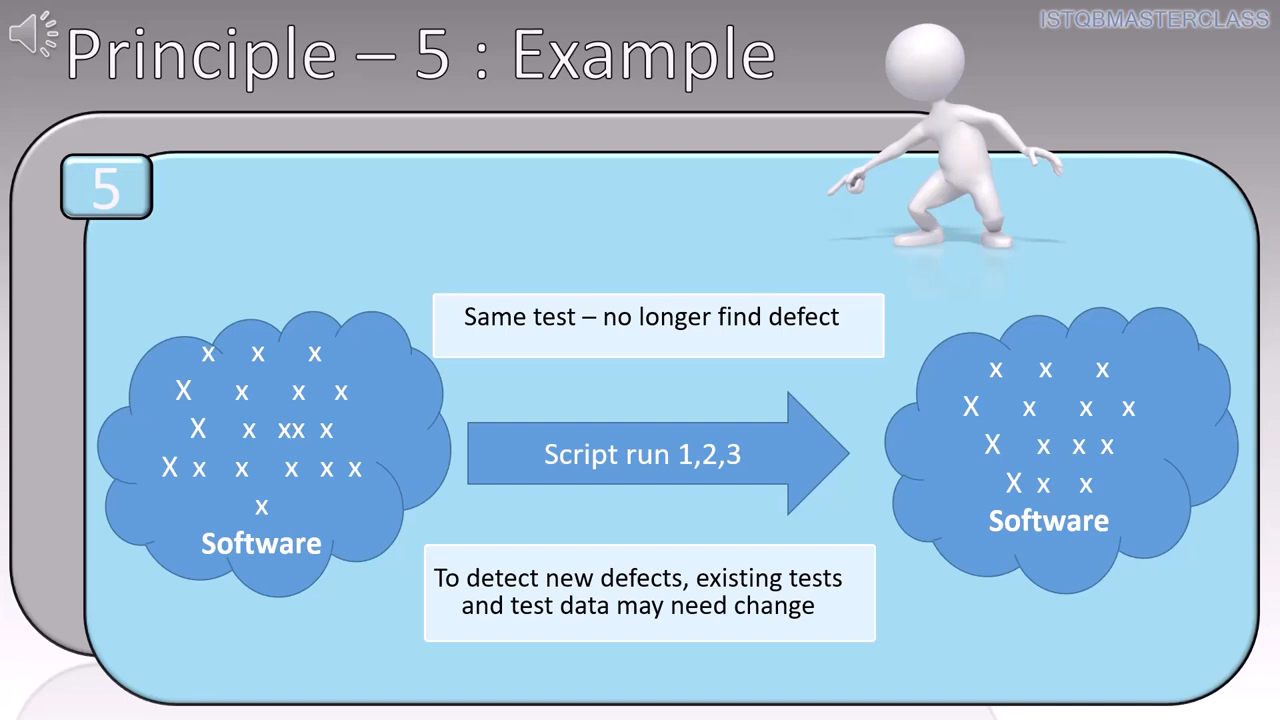 ISTQBMASTERCLASS
Principle – 5 : Example
5
Same test – no longer find defect
x x x
X x x x
X x xx x
X x x x x x
x
Software
Script run 1,2,3
x x x
X x x x
X x x x
X x x
Software
To detect new defects, existing tests
and test data may need change